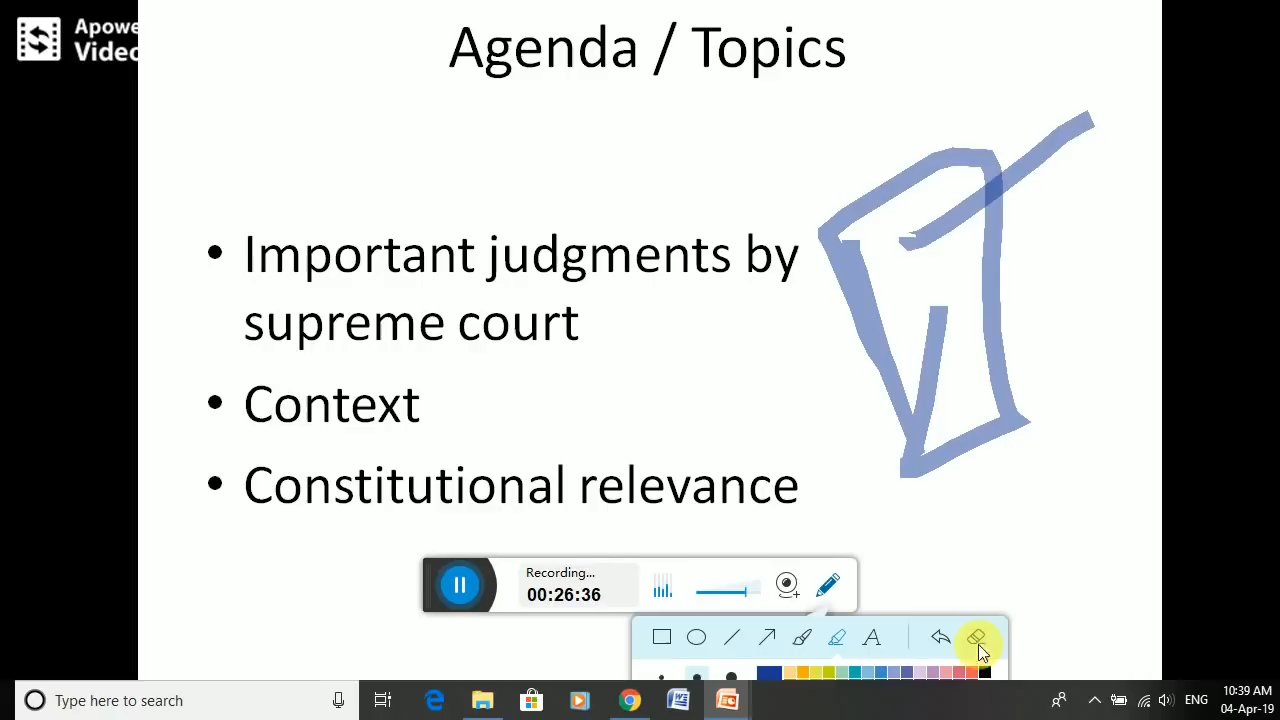 Apowe
Video
Agenda / Topics
• Important judgments by
supreme court
• Context
• Constitutional relevance
Recording...
00:26:36
A
Type here to search
ENG
10:39 AM
04-Apr-19